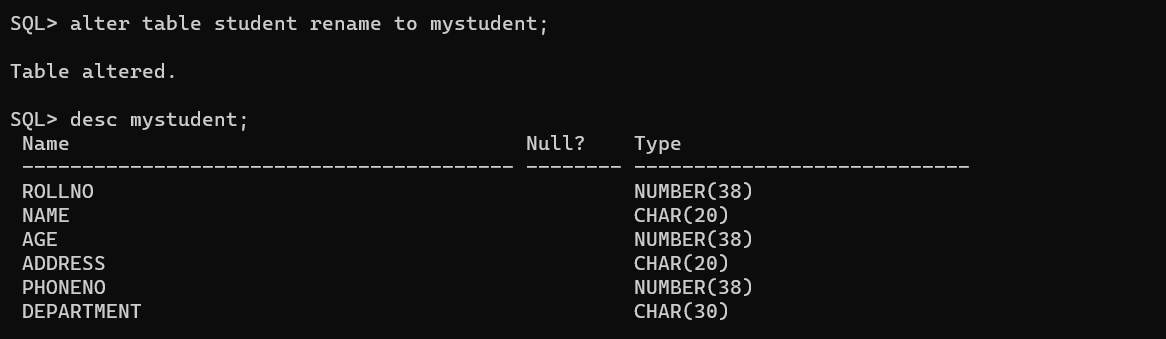 SQL> alter table student rename to mystudent;
Table altered.
SQL> desc mystudent;
Name Null? Type
----------------------------------------- -------- ----------------------------
ROLLNO NUMBER(38)
NAME CHAR(20)
AGE NUMBER(38)
ADDRESS CHAR(20)
PHONENO NUMBER(38)
DEPARTMENT CHAR(30)